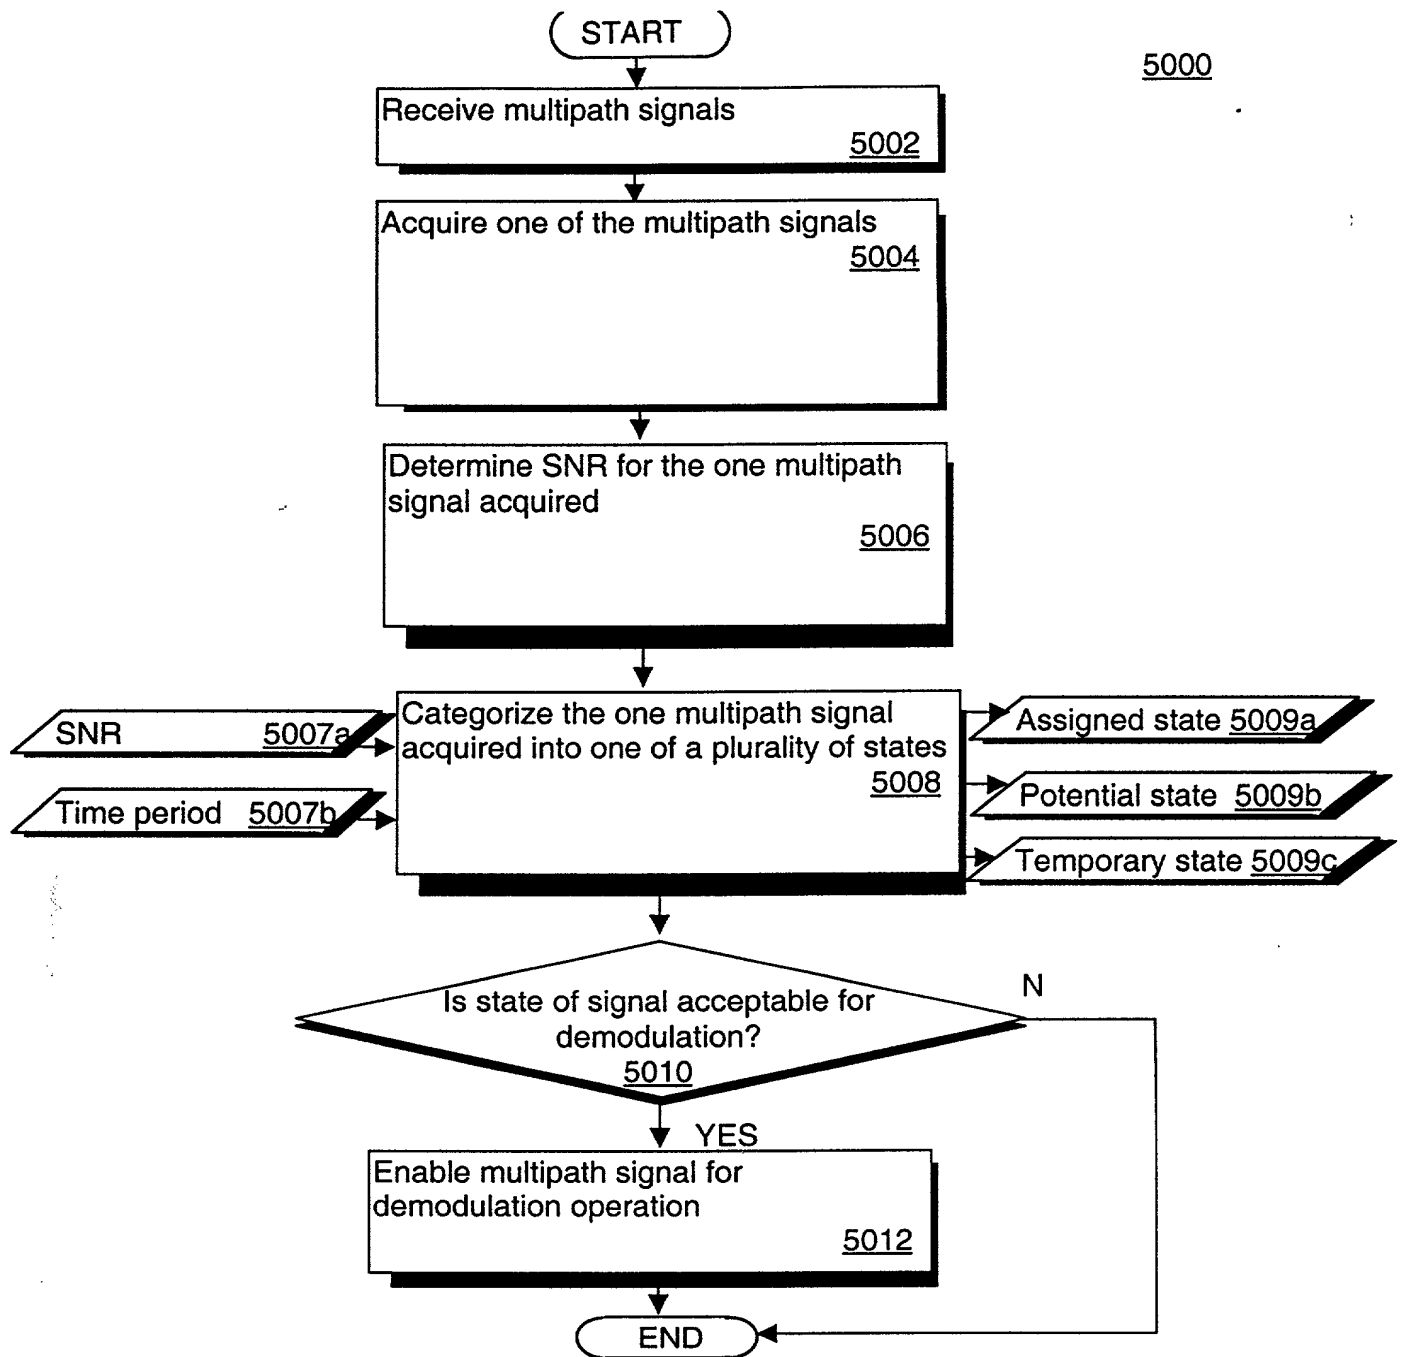 START
5000
Receive multipath signals
5002
Acquire one of the multipath signals
5004
Determine SNR for the one multipath
signal acquired
5006
SNR 5007a
Time period 5007b
Categorize the one multipath signal
acquired into one of a plurality of states
5008
Assigned state 5009a
Potential state 5009b
Temporary state 5009c
Is state of signal acceptable for
demodulation?
5010
N
YES
Enable multipath signal for
demodulation operation
5012
END